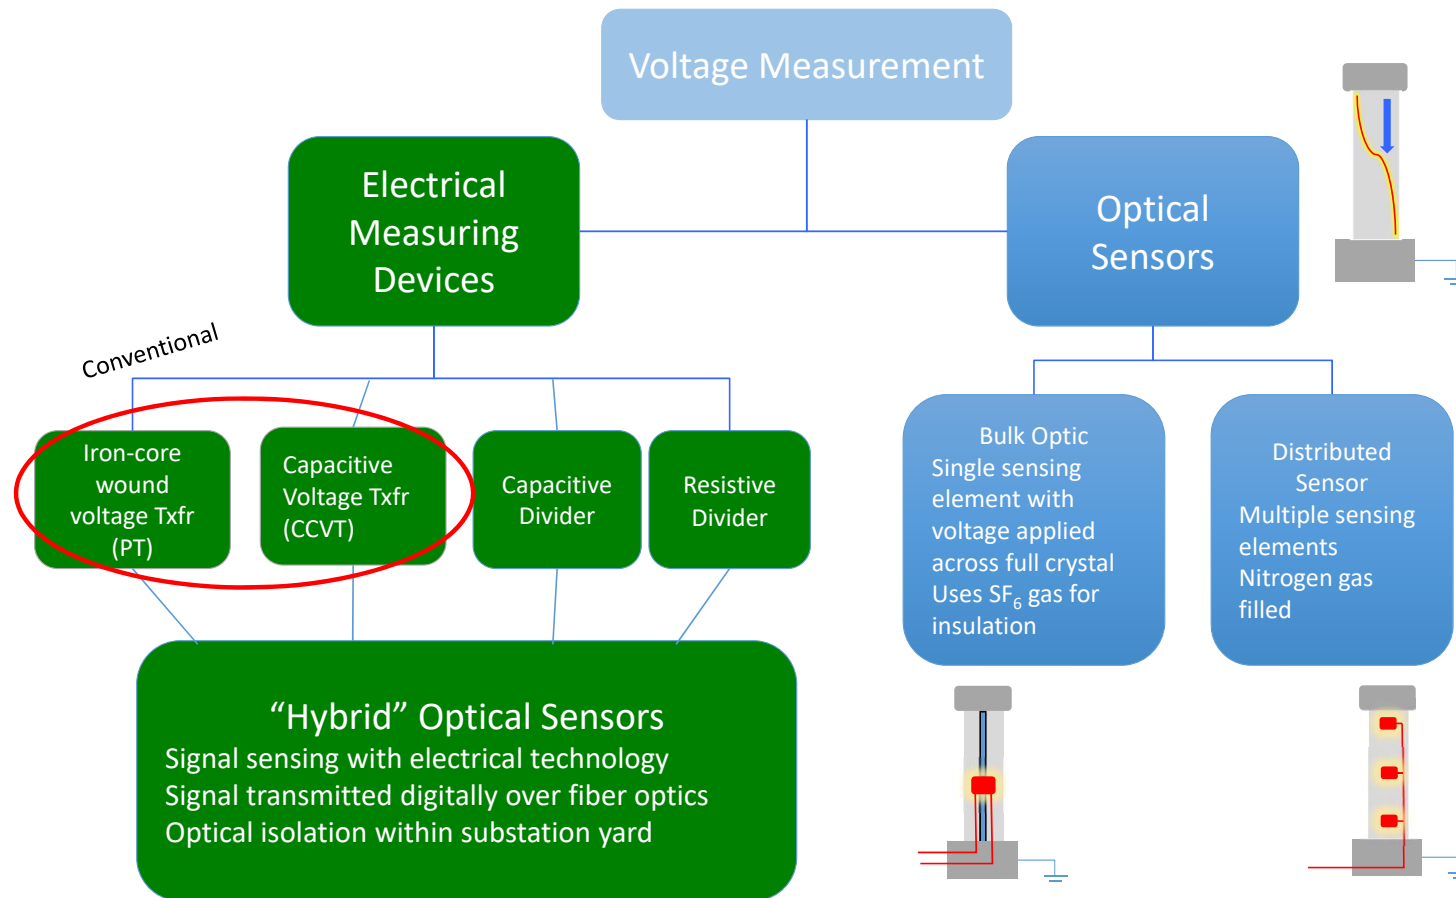 Voltage Measurement
Electrical
Measuring
Devices
Optical
Sensors
Conventional
Iron-core
wound
voltage Txfr
(PT)
Capacitive
Voltage Txfr
(CCVT)
Capacitive
Divider
Resistive
Divider
Bulk Optic
Single sensing
element with
voltage applied
across full crystal
Uses SF₆ gas for
insulation
Distributed
Sensor
Multiple sensing
elements
Nitrogen gas
filled
“Hybrid” Optical Sensors
Signal sensing with electrical technology
Signal transmitted digitally over fiber optics
Optical isolation within substation yard